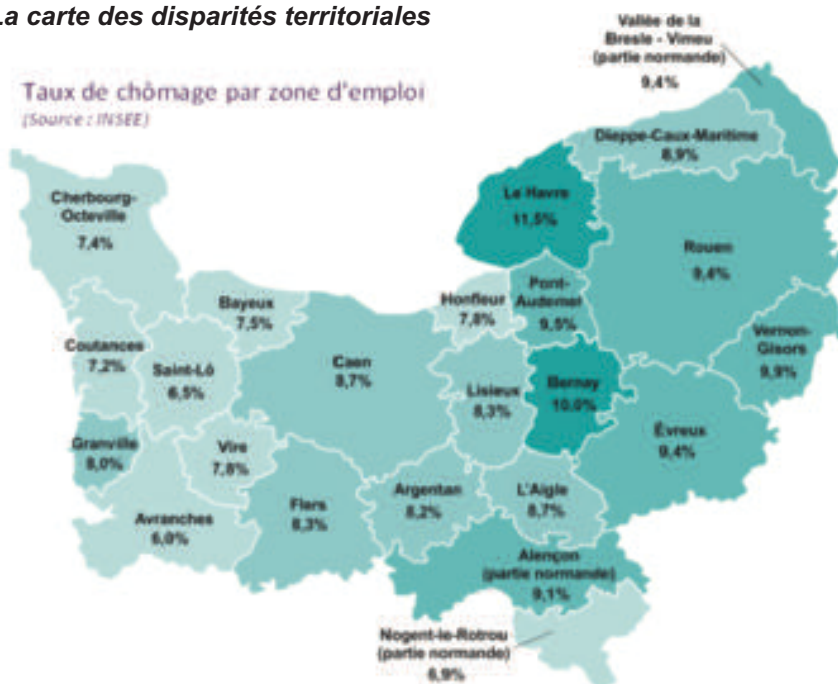 La carte des disparités territoriales
Taux de chômage par zone d'emploi
(Source : INSEE)
Vallée de la
Bresle - Vimeu
(partie normande)
9,4%
Dieppe-Caux-Maritime
8,9%
Cherbourg-
Octeville
7,4%
Le Havre
11,5%
Rouen
9,4%
Bayeux
7,5%
Honfleur
7,8%
Pont-
Audemer
9,5%
Coutances
7,2%
Saint-Lô
6,5%
Caen
8,7%
Lisieux
8,3%
Bernay
10,0%
Vernon-
Gisors
9,9%
Granville
8,0%
Vire
7,8%
Évreux
9,4%
Avranches
6,0%
Flers
8,3%
Argentan
8,2%
L'Aigle
8,7%
Alençon
(partie normande)
9,1%
Nogent-le-Rotrou
(partie normande)
6,9%